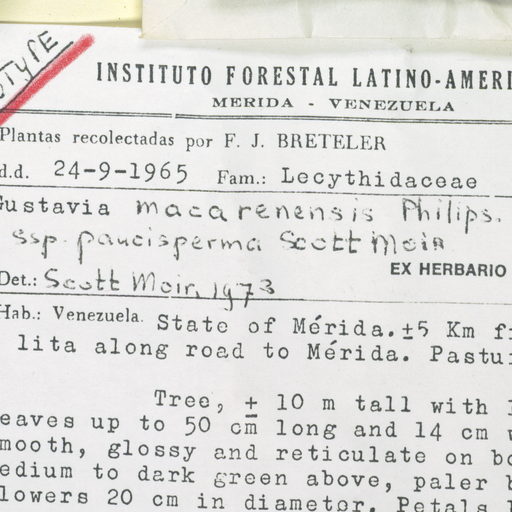 TYPE
INSTITUTO FORESTAL LATINO-AMERI
MERIDA - VENEZUELA
Plantas recolectadas por F. J. BRETELER
d.d. 24-9-1965 Fam.: Lecythidaceae
Gustavia macarenensis Philips.
ssp. paucisperma Scott Moir
EX HERBARIO
Det.: Scott Moir, 1973
Hab.: Venezuela. State of Mérida. ±5 Km f
lita along road to Mérida. Pastu
Tree, ± 10 m tall with
eaves up to 50 cm long and 14 cm
mooth, glossy and reticulate on bo
edium to dark green above, paler b
lowers 20 cm in diametor. Petals